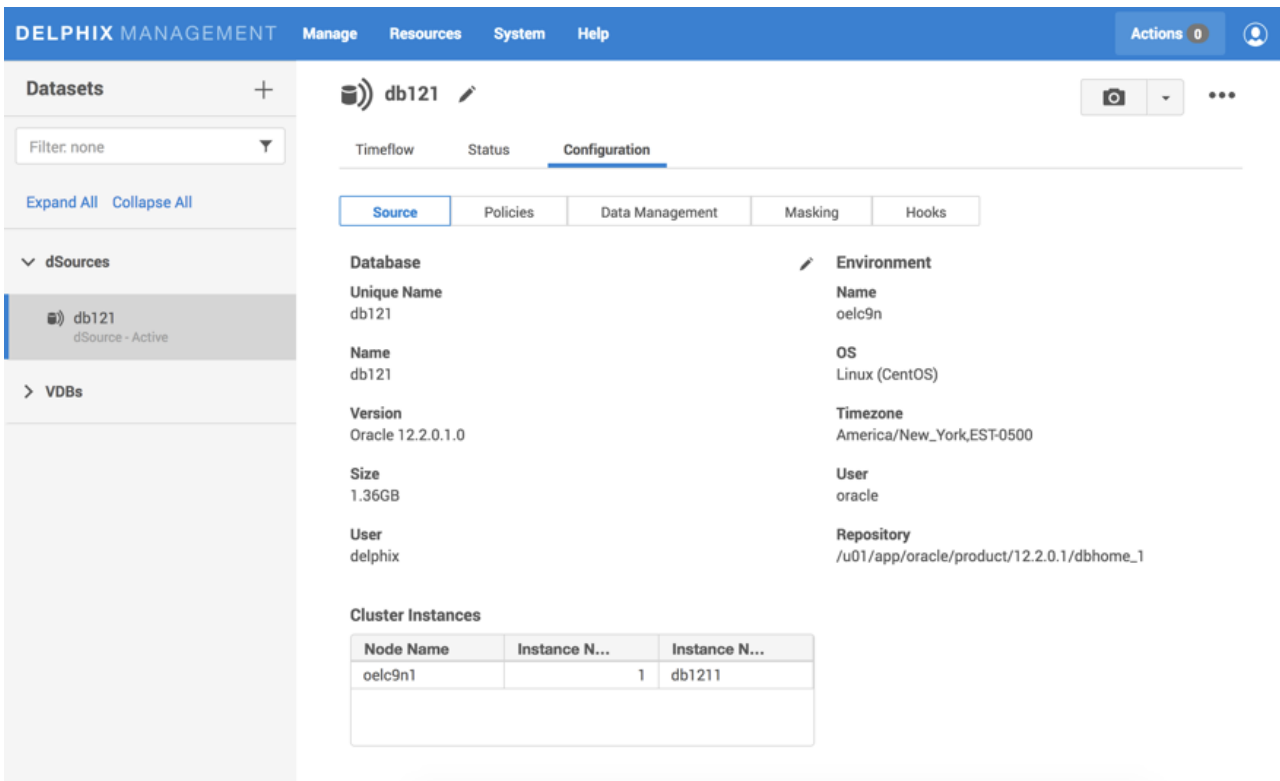 DELPHIX MANAGEMENT Manage Resources System Help Actions 0
Datasets
Filter: none
Expand All Collapse All
dSources
db121
dSource - Active
VDBs
db121
Timeflow Status Configuration
Source Policies Data Management Masking Hooks
Database
Unique Name
db121
Name
db121
Version
Oracle 12.2.0.1.0
Size
1.36GB
User
delphix
Environment
Name
oelc9n
OS
Linux (CentOS)
Timezone
America/New_York,EST-0500
User
oracle
Repository
/u01/app/oracle/product/12.2.0.1/dbhome_1
Cluster Instances
Node Name Instance N... Instance N...
oelc9n1 1 db1211